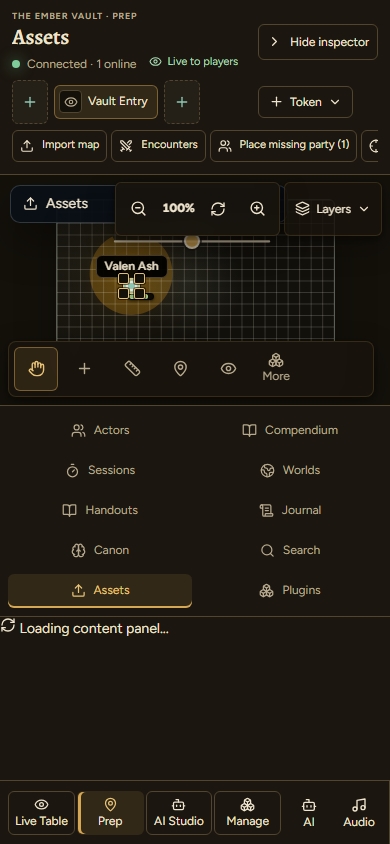 THE EMBER VAULT · PREP
Assets
Connected · 1 online
Live to players
Hide inspector
Vault Entry
Token
Import map
Encounters
Place missing party (1)
Assets
100%
Layers
Valen Ash
More
Actors
Compendium
Sessions
Worlds
Handouts
Journal
Canon
Search
Assets
Plugins
Loading content panel...
Live Table
Prep
AI Studio
Manage
AI
Audio